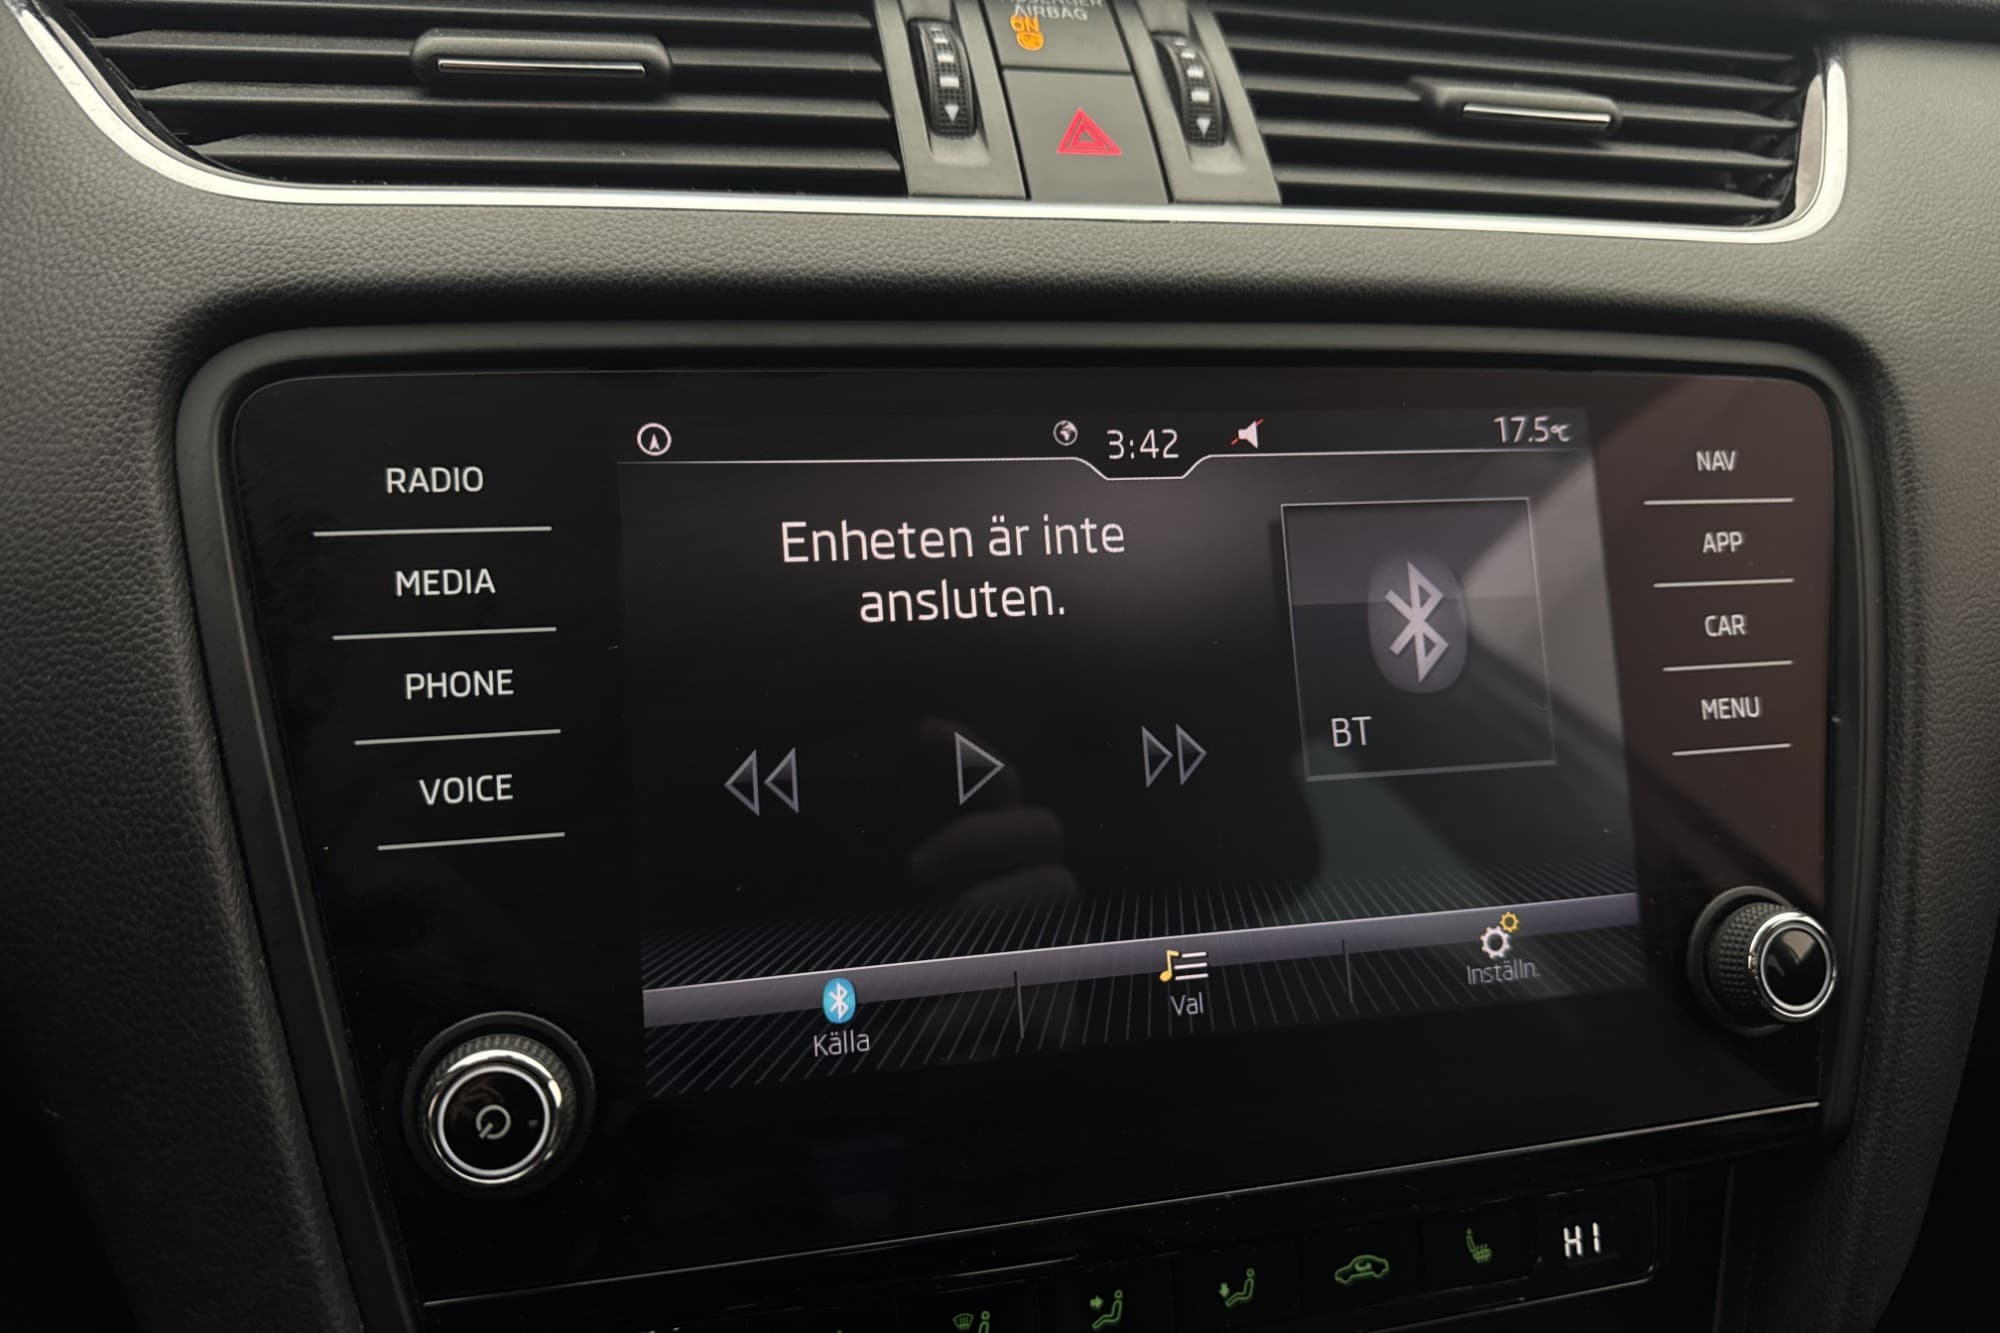 AIRBAG
ON
3:42
17.5°C
RADIO
MEDIA
PHONE
VOICE
Enheten är inte
ansluten.
BT
Källa
Val
Inställn.
NAV
APP
CAR
MENU
HI